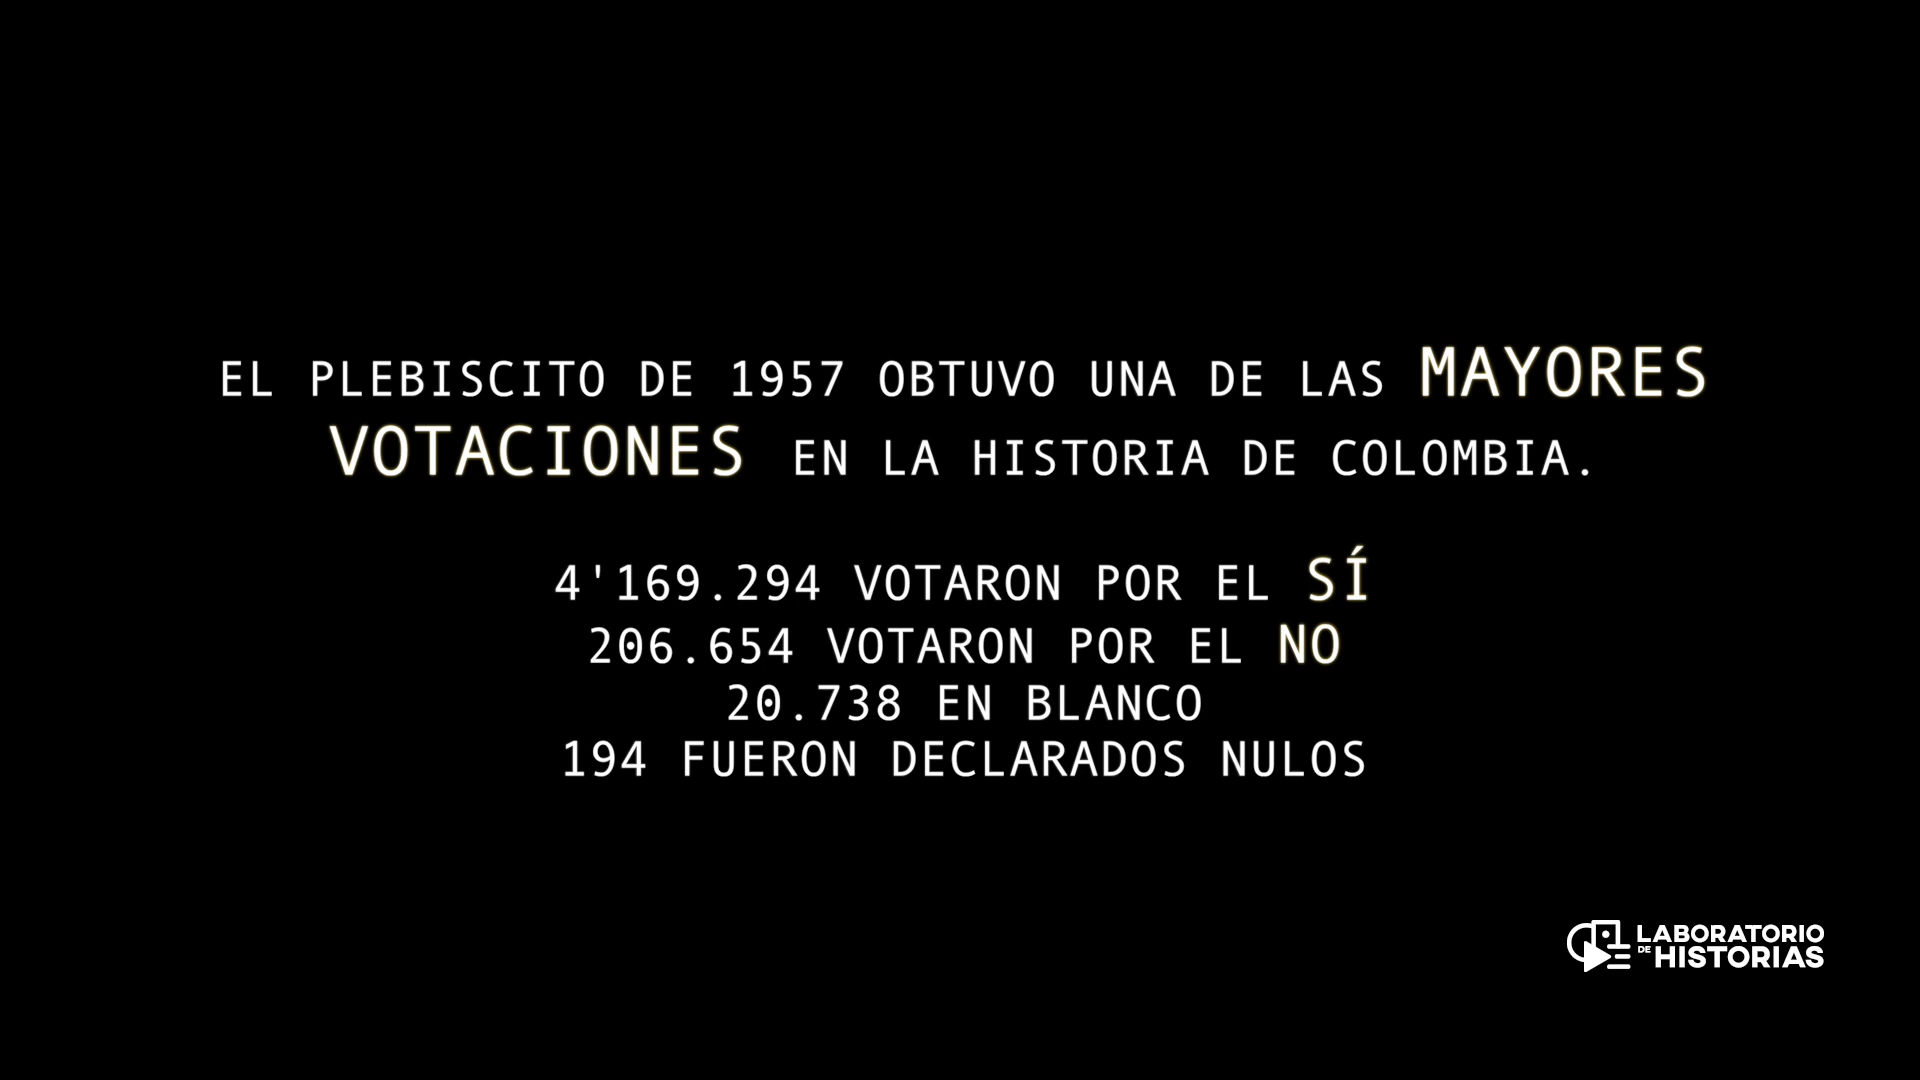 EL PLEBISCITO DE 1957 OBTUVO UNA DE LAS MAYORES
VOTACIONES EN LA HISTORIA DE COLOMBIA.
4'169.294 VOTARON POR EL SÍ
206.654 VOTARON POR EL NO
20.738 EN BLANCO
194 FUERON DECLARADOS NULOS
LABORATORIO
DE HISTORIAS